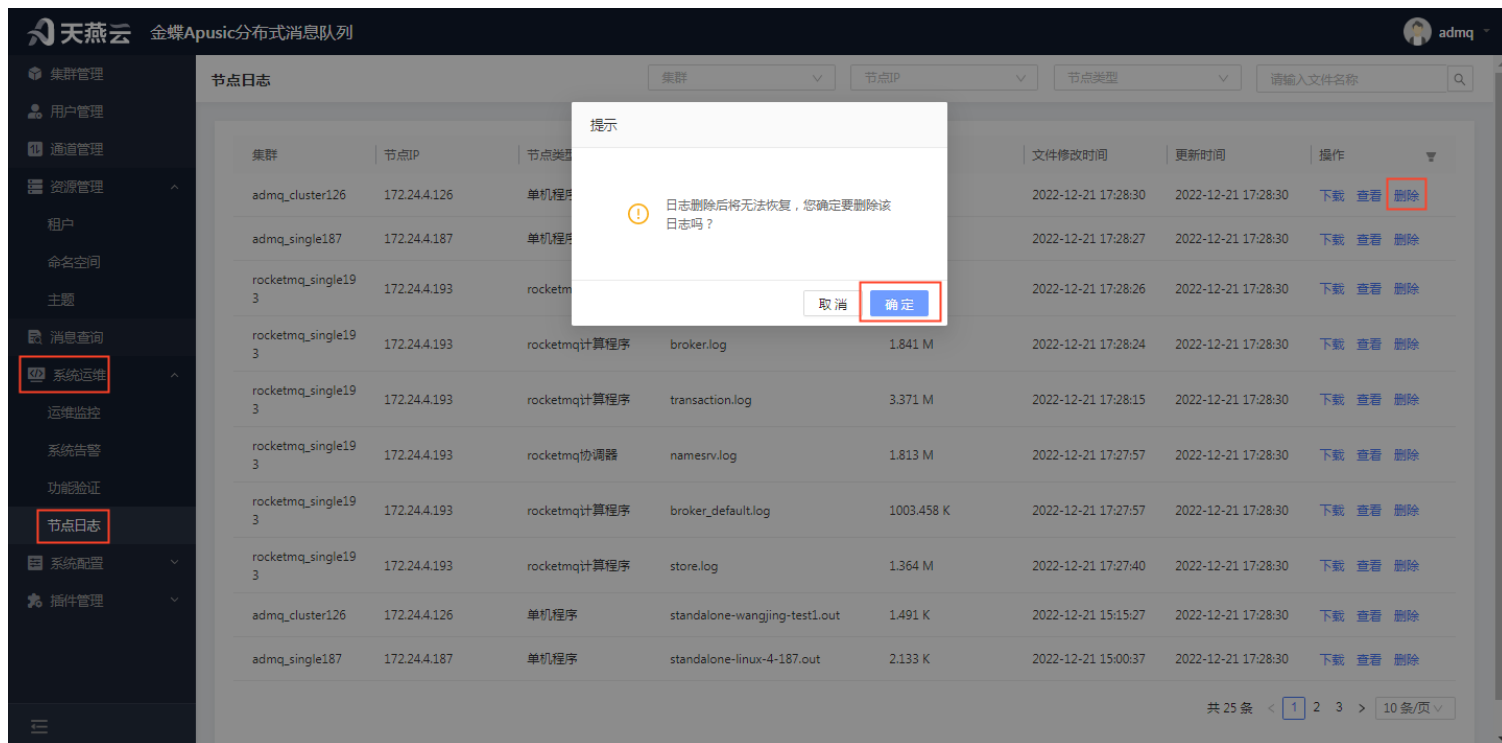 天燕云 金蝶Apusic分布式消息队列
admq
集群管理
用户管理
通道管理
资源管理
租户
命名空间
主题
消息查询
系统运维
运维监控
系统告警
功能验证
节点日志
系统配置
插件管理
节点日志 集群 节点IP 节点类型 请输入文件名称
提示
日志删除后将无法恢复，您确定要删除该
日志吗？
取消 确定
集群 节点IP 节点类型 文件修改时间 更新时间 操作
admq_cluster126 172.24.4.126 单机程序 2022-12-21 17:28:30 2022-12-21 17:28:30 下载 查看 删除
admq_single187 172.24.4.187 单机程序 2022-12-21 17:28:27 2022-12-21 17:28:30 下载 查看 删除
rocketmq_single19
3 172.24.4.193 rocketm 2022-12-21 17:28:26 2022-12-21 17:28:30 下载 查看 删除
rocketmq_single19
3 172.24.4.193 rocketmq计算程序 broker.log 1.841 M 2022-12-21 17:28:24 2022-12-21 17:28:30 下载 查看 删除
rocketmq_single19
3 172.24.4.193 rocketmq计算程序 transaction.log 3.371 M 2022-12-21 17:28:15 2022-12-21 17:28:30 下载 查看 删除
rocketmq_single19
3 172.24.4.193 rocketmq协调器 namesrv.log 1.813 M 2022-12-21 17:27:57 2022-12-21 17:28:30 下载 查看 删除
rocketmq_single19
3 172.24.4.193 rocketmq计算程序 broker_default.log 1003.458 K 2022-12-21 17:27:57 2022-12-21 17:28:30 下载 查看 删除
rocketmq_single19
3 172.24.4.193 rocketmq计算程序 store.log 1.364 M 2022-12-21 17:27:40 2022-12-21 17:28:30 下载 查看 删除
admq_cluster126 172.24.4.126 单机程序 standalone-wangjing-test1.out 1.491 K 2022-12-21 15:15:27 2022-12-21 17:28:30 下载 查看 删除
admq_single187 172.24.4.187 单机程序 standalone-linux-4-187.out 2.133 K 2022-12-21 15:00:37 2022-12-21 17:28:30 下载 查看 删除
共 25 条 < 1 2 3 > 10 条/页